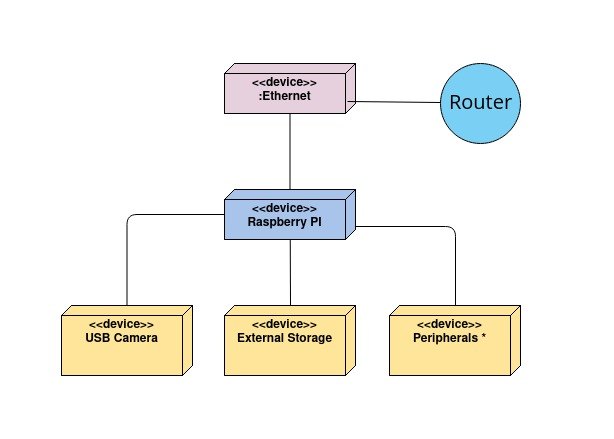 <<device>>
:Ethernet
Router
<<device>>
Raspberry PI
<<device>>
USB Camera
<<device>>
External Storage
<<device>>
Peripherals *